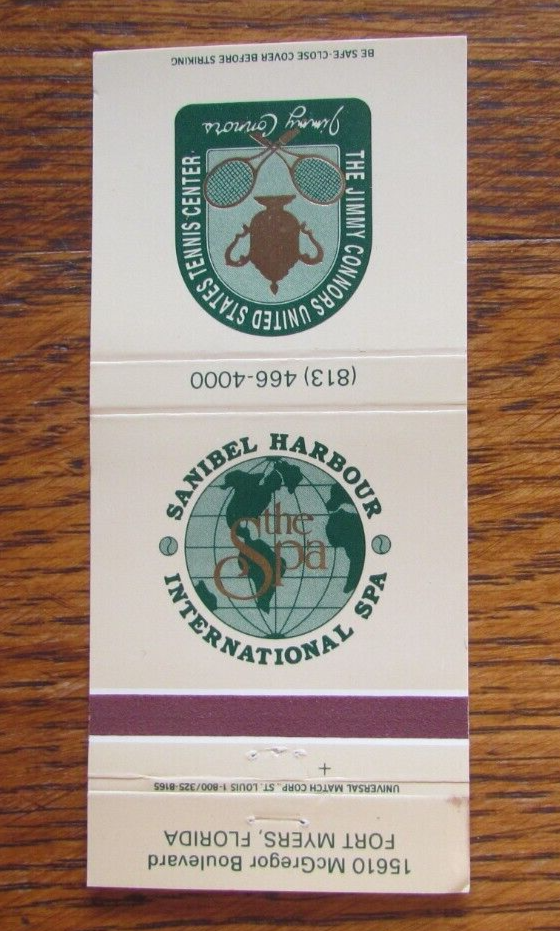 BE SAFE-CLOSE COVER BEFORE STRIKING
Jimmy Connors
THE JIMMY CONNORS UNITED STATES TENNIS CENTER
(813) 466-4000
SANIBEL HARBOUR
the
Spa
INTERNATIONAL SPA
UNIVERSAL MATCH CORP., ST. LOUIS 1-800/325-8165
15610 McGregor Boulevard
FORT MYERS, FLORIDA